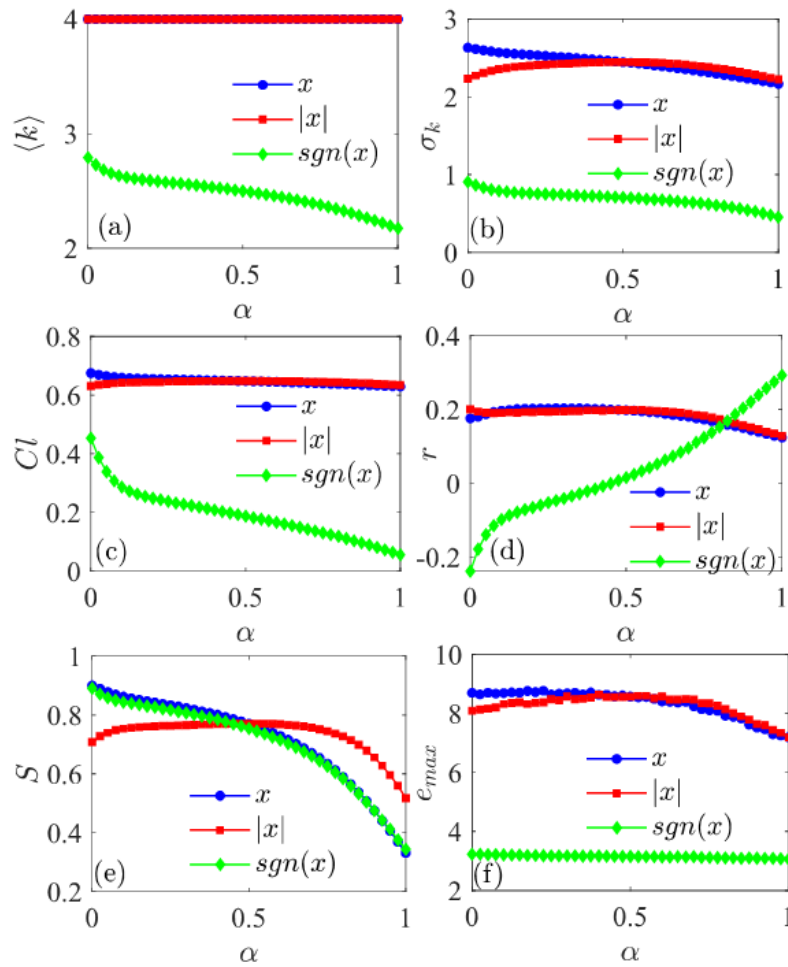 4
3
2
⟨k⟩
x
|x|
sgn(x)
(a)
0
0.5
1
α
3
2
1
0
σ_k
x
|x|
sgn(x)
(b)
0
0.5
1
α
0.8
0.6
0.4
0.2
0
Cl
x
|x|
sgn(x)
(c)
0
0.5
1
α
0.4
0.2
0
-0.2
r
x
|x|
sgn(x)
(d)
0
0.5
1
α
1
0.8
0.6
0.4
0.2
S
x
|x|
sgn(x)
(e)
0
0.5
1
α
10
8
6
4
2
e_max
x
|x|
sgn(x)
(f)
0
0.5
1
α